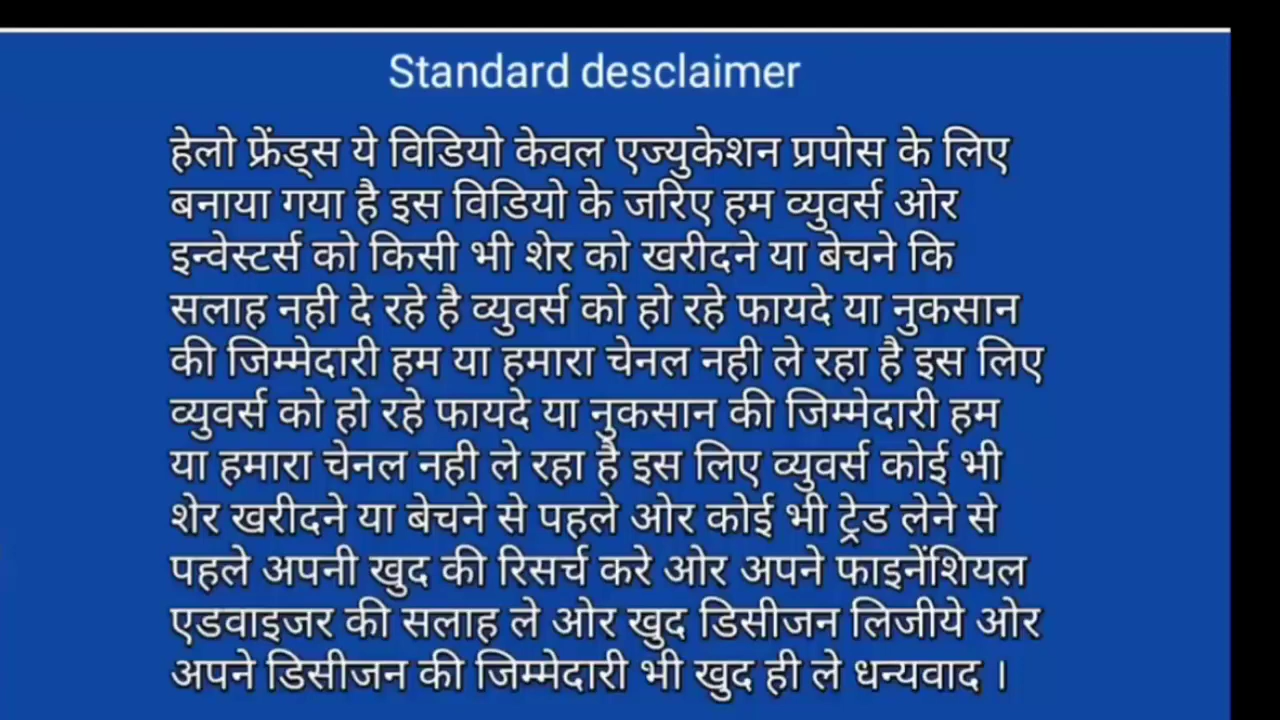 Standard desclaimer
हेलो फ्रेंड्स ये विडियो केवल एज्युकेशन प्रपोस के लिए
बनाया गया है इस विडियो के जरिए हम व्युवर्स ओर
इन्वेस्टर्स को किसी भी शेर को खरीदने या बेचने कि
सलाह नही दे रहे है व्युवर्स को हो रहे फायदे या नुकसान
की जिम्मेदारी हम या हमारा चेनल नही ले रहा है इस लिए
व्युवर्स को हो रहे फायदे या नुकसान की जिम्मेदारी हम
या हमारा चेनल नही ले रहा है इस लिए व्युवर्स कोई भी
शेर खरीदने या बेचने से पहले ओर कोई भी ट्रेड लेने से
पहले अपनी खुद की रिसर्च करे ओर अपने फाइनेंशियल
एडवाइजर की सलाह ले ओर खुद डिसीजन लिजीये ओर
अपने डिसीजन की जिम्मेदारी भी खुद ही ले धन्यवाद ।